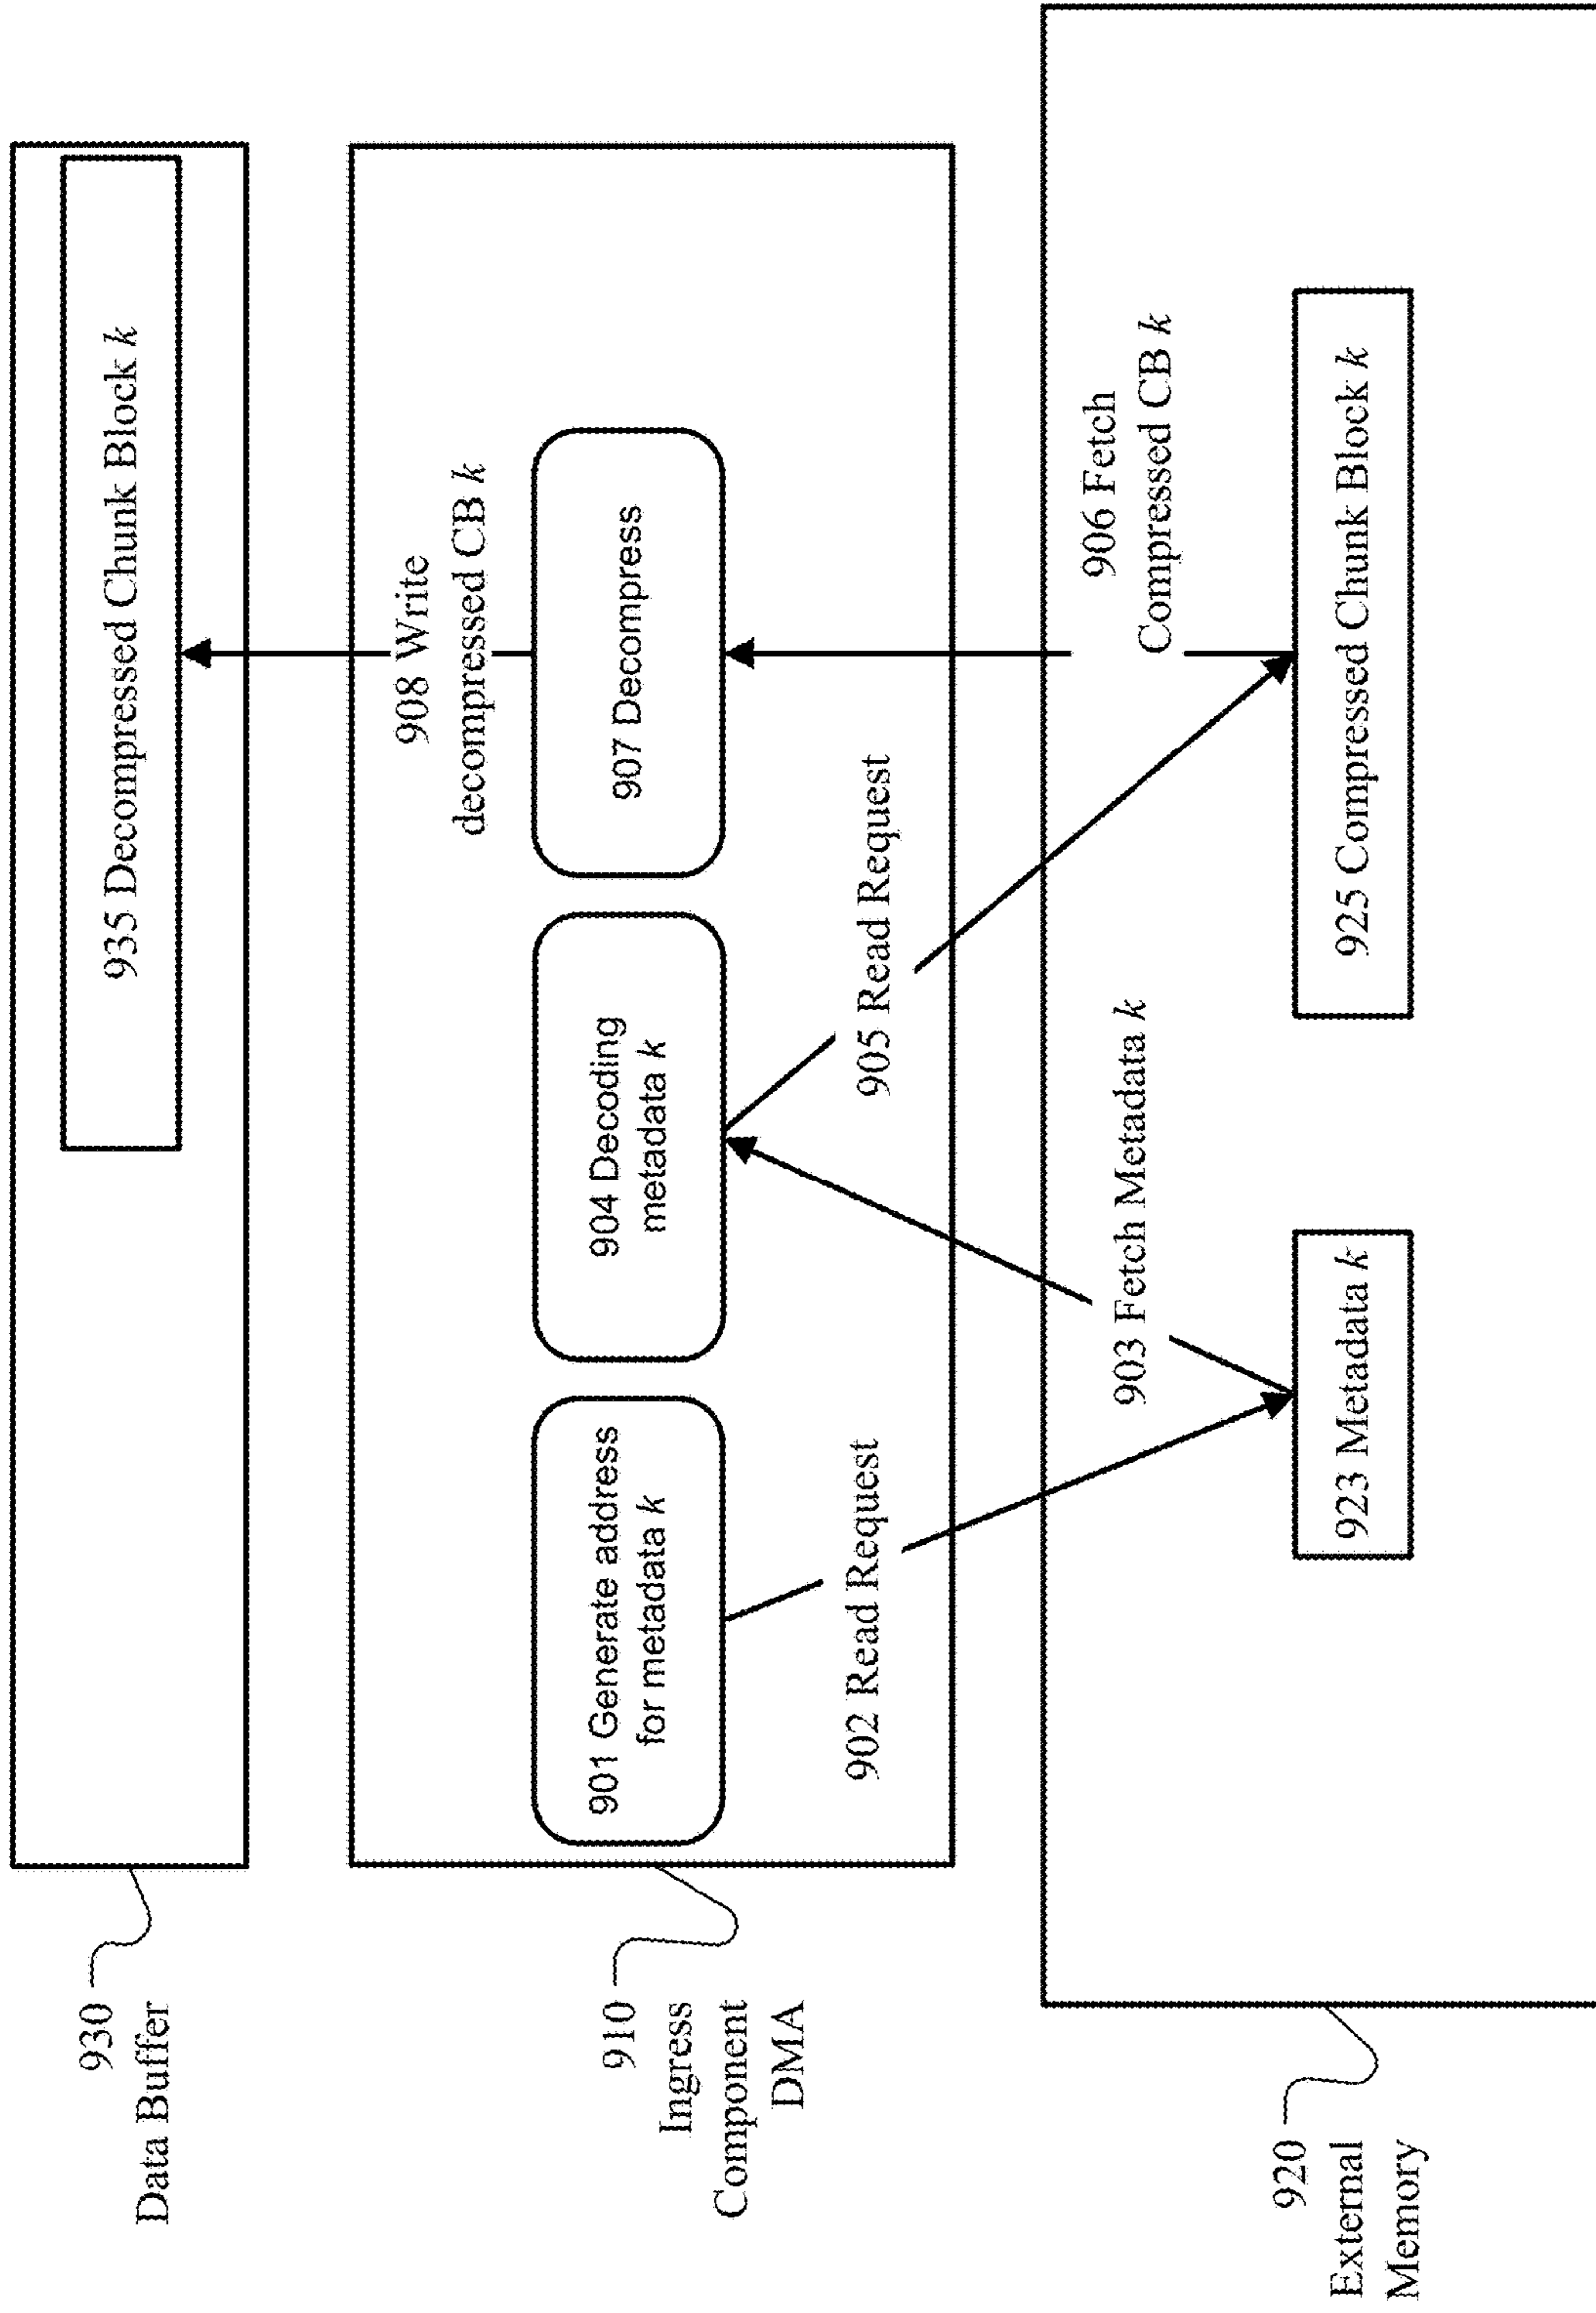 930
Data Buffer
935 Decompressed Chunk Block k
910
Ingress
Component
DMA
908 Write
decompressed CB k
901 Generate address
for metadata k
904 Decoding
metadata k
907 Decompress
902 Read Request
905 Read Request
903 Fetch Metadata k
906 Fetch
Compressed CB k
920
External
Memory
923 Metadata k
925 Compressed Chunk Block k